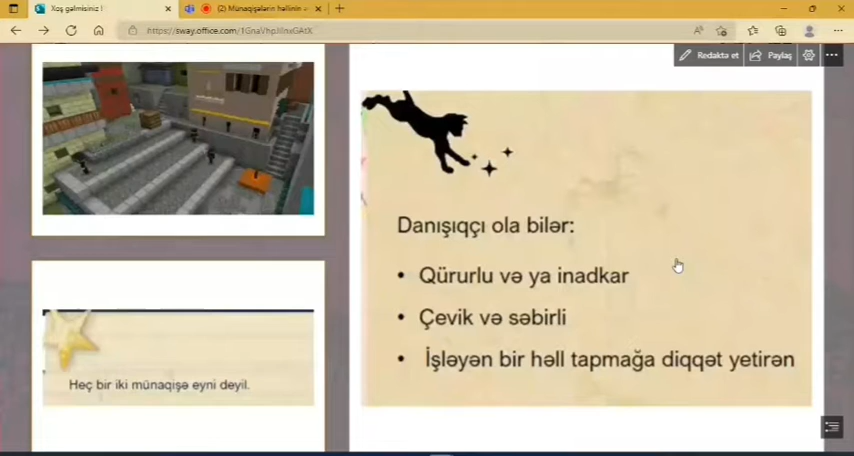 Xoş gəlmisiniz !
(2) Münaqişələrin həllinin
https://sway.office.com/
Redaktə et
Paylaş
Danışıqçı ola bilər:
• Qürurlu və ya inadkar
• Çevik və səbirli
• İşləyən bir həll tapmağa diqqət yetirən
Heç bir iki münaqişə eyni deyil.